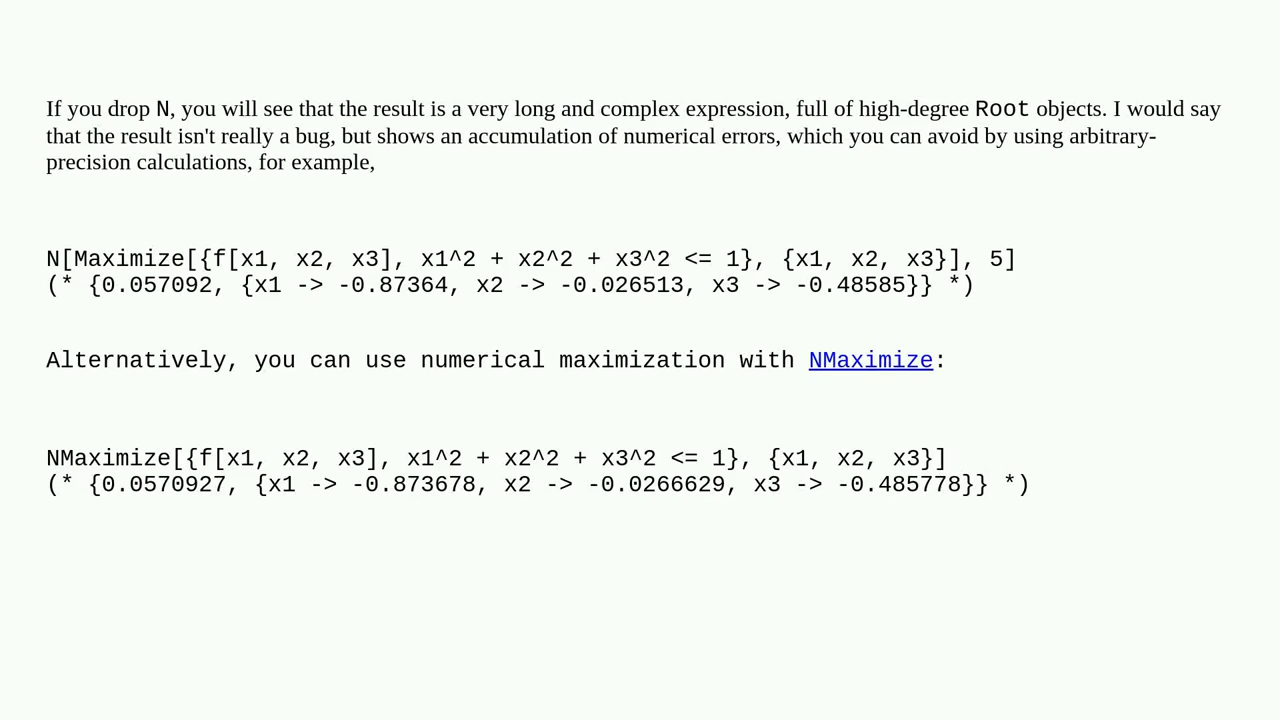 If you drop N, you will see that the result is a very long and complex expression, full of high-degree Root objects. I would say
that the result isn't really a bug, but shows an accumulation of numerical errors, which you can avoid by using arbitrary-
precision calculations, for example,
N[Maximize[{f[x1, x2, x3], x1^2 + x2^2 + x3^2 <= 1}, {x1, x2, x3}], 5]
(* {0.057092, {x1 -> -0.87364, x2 -> -0.026513, x3 -> -0.48585}} *)
Alternatively, you can use numerical maximization with NMaximize:
NMaximize[{f[x1, x2, x3], x1^2 + x2^2 + x3^2 <= 1}, {x1, x2, x3}]
(* {0.0570927, {x1 -> -0.873678, x2 -> -0.0266629, x3 -> -0.485778}} *)